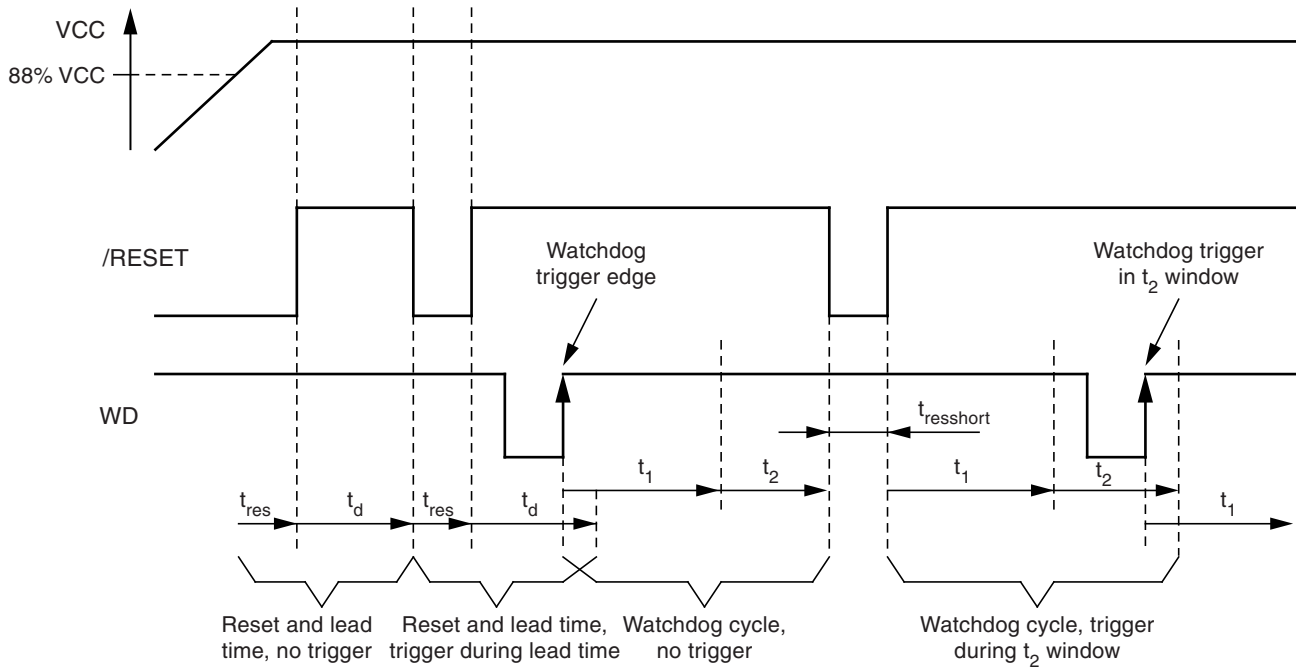 VCC
88% VCC
/RESET
Watchdog
trigger edge
Watchdog trigger
in t2 window
WD
tresshort
t1
t2
t1
t2
tres
td
tres
td
t1
Reset and lead
time, no trigger
Reset and lead time,
trigger during lead time
Watchdog cycle,
no trigger
Watchdog cycle, trigger
during t2 window